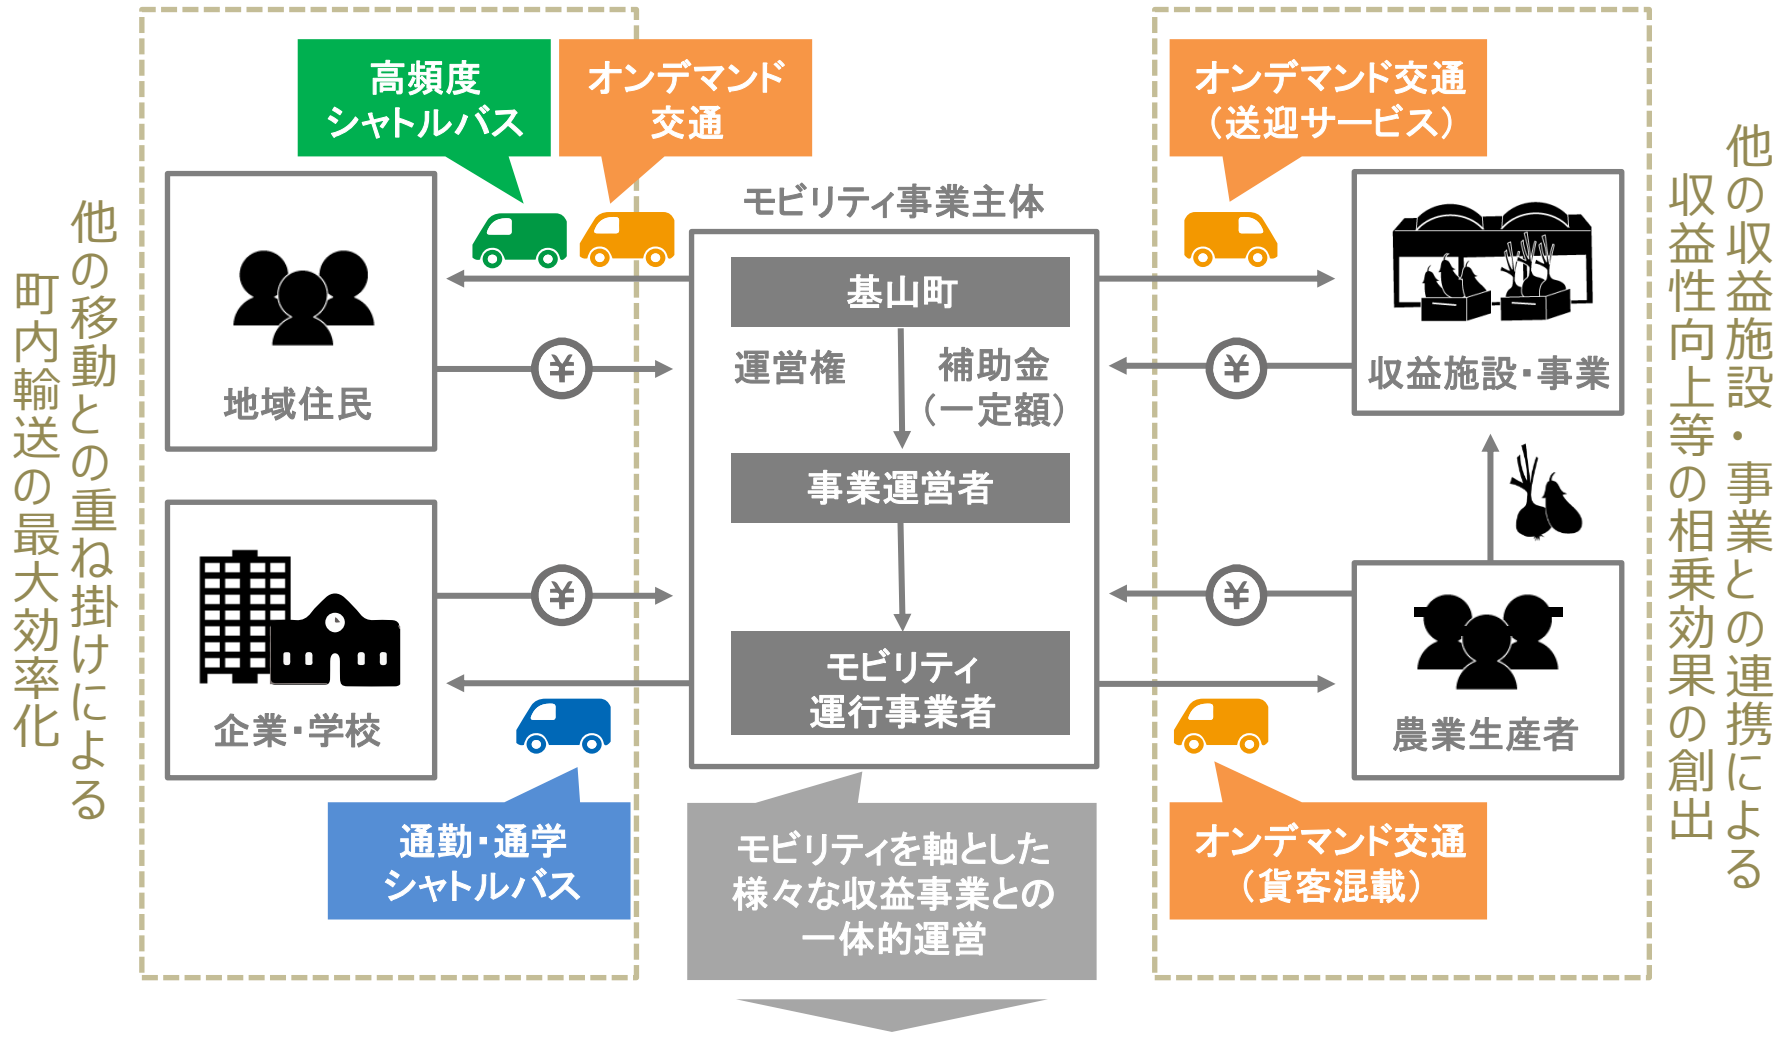 他の移動との重ね掛けによる
町内輸送の最大効率化
高頻度
シャトルバス
オンデマンド
交通
地域住民
¥
企業・学校
¥
通勤・通学
シャトルバス
モビリティ事業主体
基山町
運営権
補助金
（一定額）
事業運営者
モビリティ
運行事業者
モビリティを軸とした
様々な収益事業との
一体的運営
オンデマンド交通
（送迎サービス）
収益施設・事業
¥
¥
農業生産者
オンデマンド交通
（貨客混載）
他の収益施設・事業との連携による
収益性向上等の相乗効果の創出